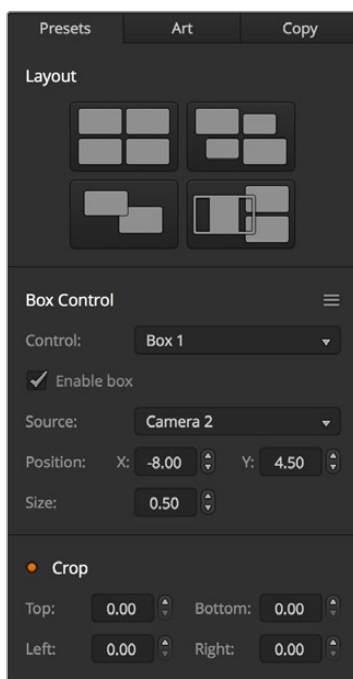 Presets Art Copy
Layout
Box Control
Control: Box 1
Enable box
Source: Camera 2
Position: X: -8.00 Y: 4.50
Size: 0.50
Crop
Top: 0.00 Bottom: 0.00
Left: 0.00 Right: 0.00